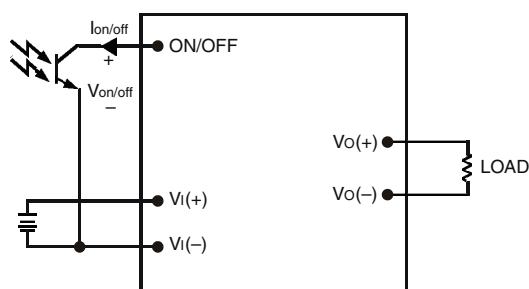 Ion/off
+
ON/OFF
Von/off
–
VO(+)
LOAD
VO(–)
VI(+)
VI(–)